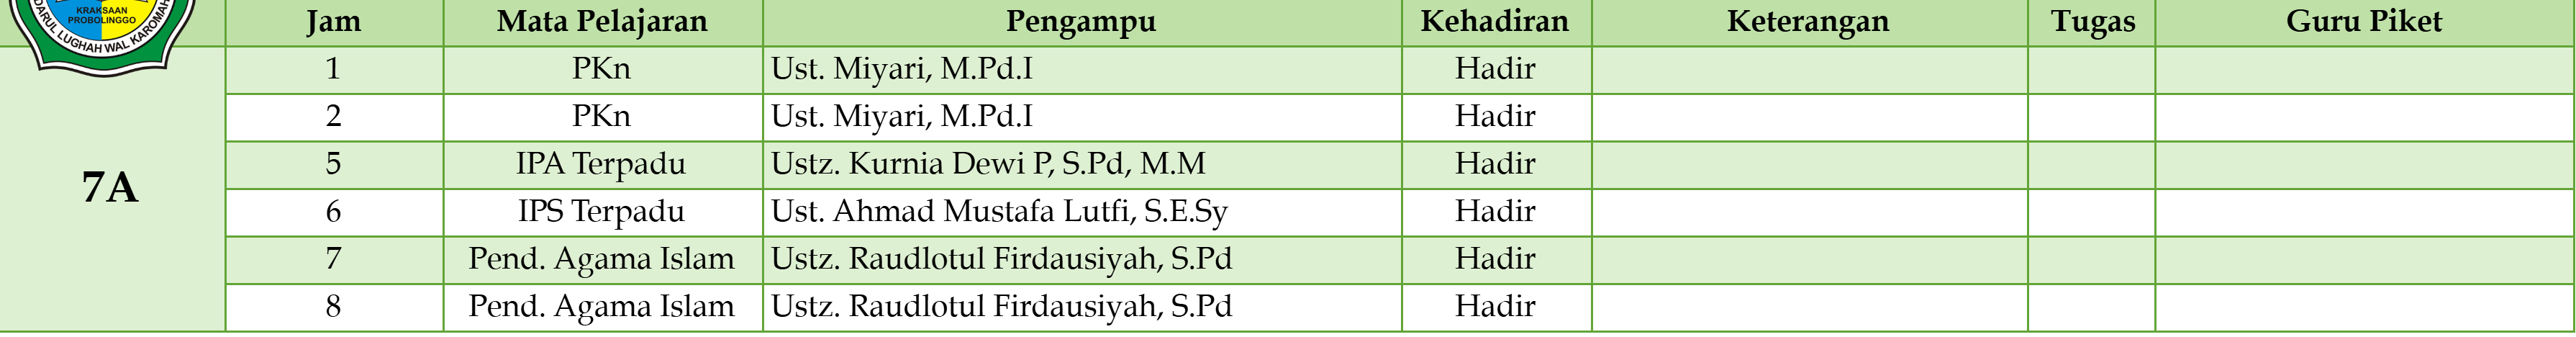 KRAKSAAN
PROBOLINGGO
DARUL LUGHAH WAL KAROMAH
Jam Mata Pelajaran Pengampu Kehadiran Keterangan Tugas Guru Piket
7A
1 PKn Ust. Miyari, M.Pd.I Hadir
2 PKn Ust. Miyari, M.Pd.I Hadir
5 IPA Terpadu Ustz. Kurnia Dewi P, S.Pd, M.M Hadir
6 IPS Terpadu Ust. Ahmad Mustafa Lutfi, S.E.Sy Hadir
7 Pend. Agama Islam Ustz. Raudlotul Firdausiyah, S.Pd Hadir
8 Pend. Agama Islam Ustz. Raudlotul Firdausiyah, S.Pd Hadir